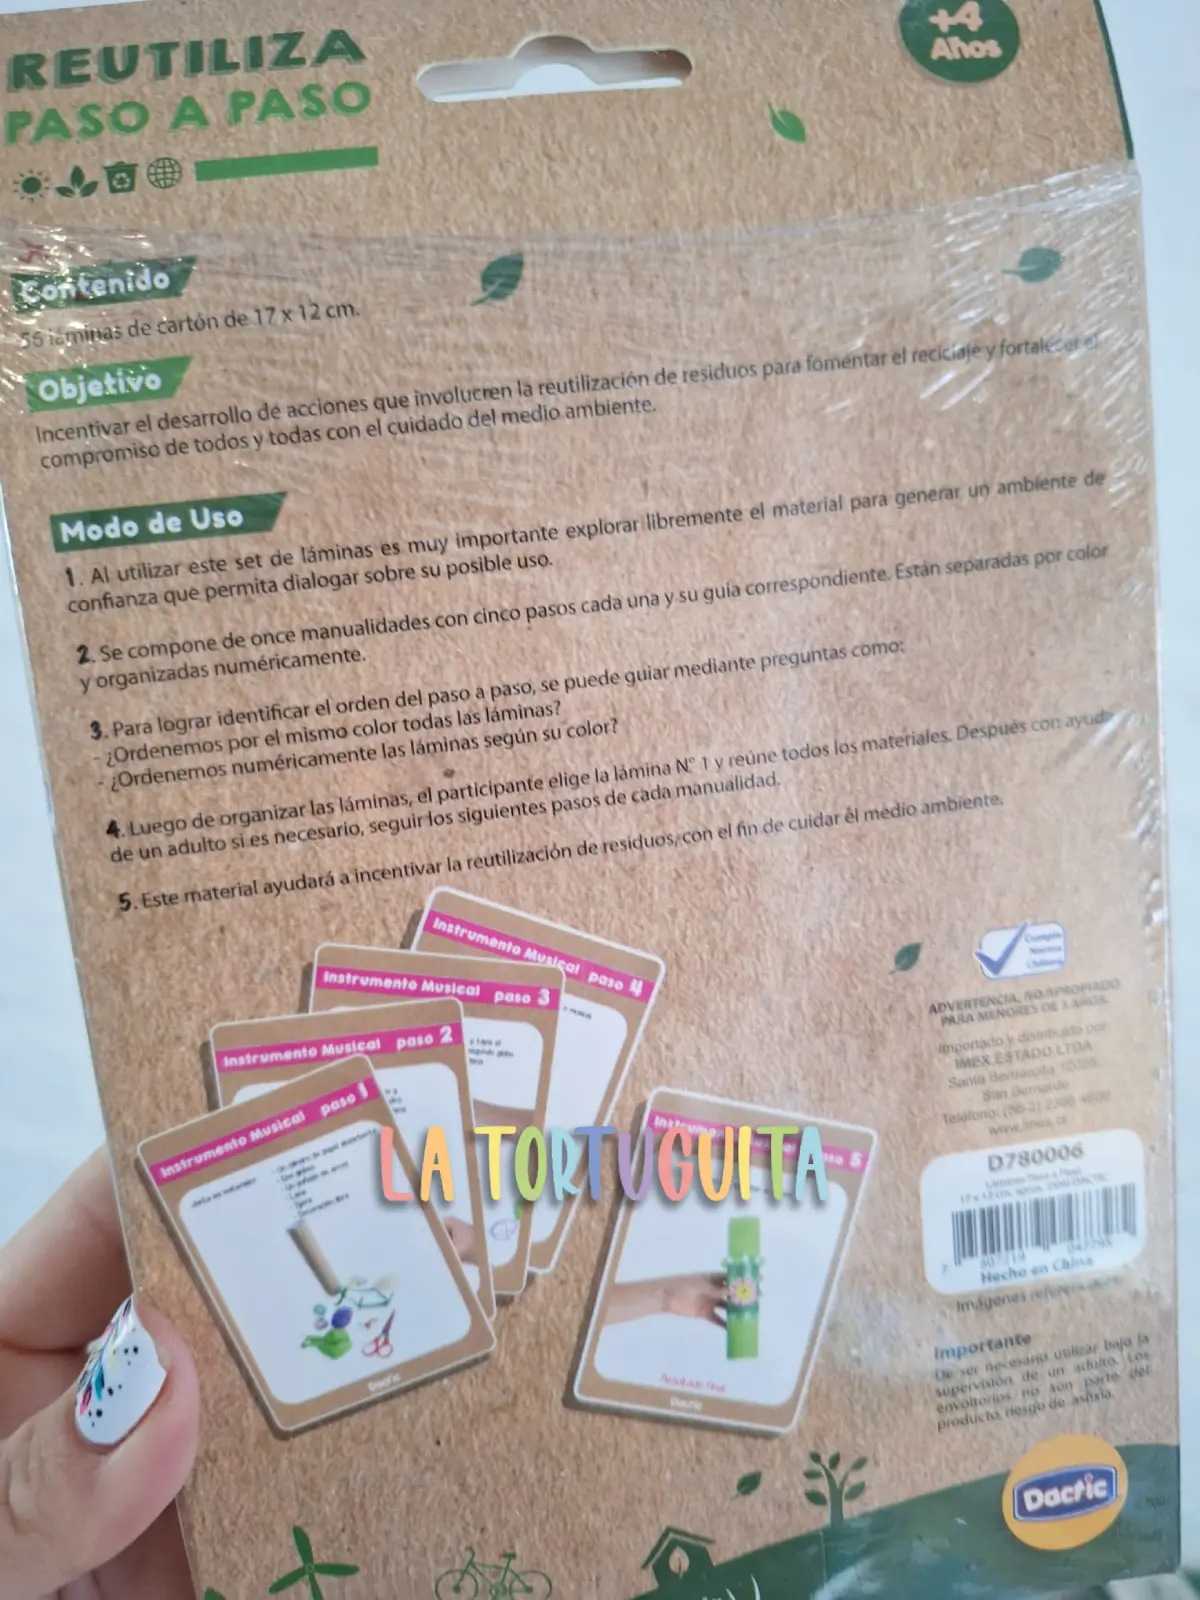 REUTILIZA
PASO A PASO
+4
Años
Contenido
láminas de cartón de 17 x 12 cm.
Objetivo
Incentivar el desarrollo de acciones que involucren la reutilización de residuos para fomentar el reciclaje y fortalecer el
compromiso de todos y todas con el cuidado del medio ambiente.
Modo de Uso
1. Al utilizar este set de láminas es muy importante explorar libremente el material para generar un ambiente de
confianza que permita dialogar sobre su posible uso.
2. Se compone de once manualidades con cinco pasos cada una y su guía correspondiente. Están separadas por color
y organizadas numéricamente.
3. Para lograr identificar el orden del paso a paso, se puede guiar mediante preguntas como:
- ¿Ordenemos por el mismo color todas las láminas?
- ¿Ordenemos numéricamente las láminas según su color?
4. Luego de organizar las láminas, el participante elige la lámina N° 1 y reúne todos los materiales. Después con ayuda
de un adulto si es necesario, seguir los siguientes pasos de cada manualidad.
5. Este material ayudará a incentivar la reutilización de residuos, con el fin de cuidar el medio ambiente.
Instrumento Musical paso 4
Instrumento Musical paso 3
Instrumento Musical paso 2
Instrumento Musical paso 1
Dactic
LA TORTUGUITA
Resultado final
Dactic
Cumple
Norma
Chilena
ADVERTENCIA, NO APROPIADO
PARA MENORES DE 3 AÑOS.
Importado y distribuido por
IMEX ESTADO LTDA
San Bernardo
D780006
Hecho en China
Imágenes
Importante
De ser necesario utilizar bajo la
supervisión de un adulto. Los
envoltorios no son parte del
producto, riesgo de asfixia.
Dactic